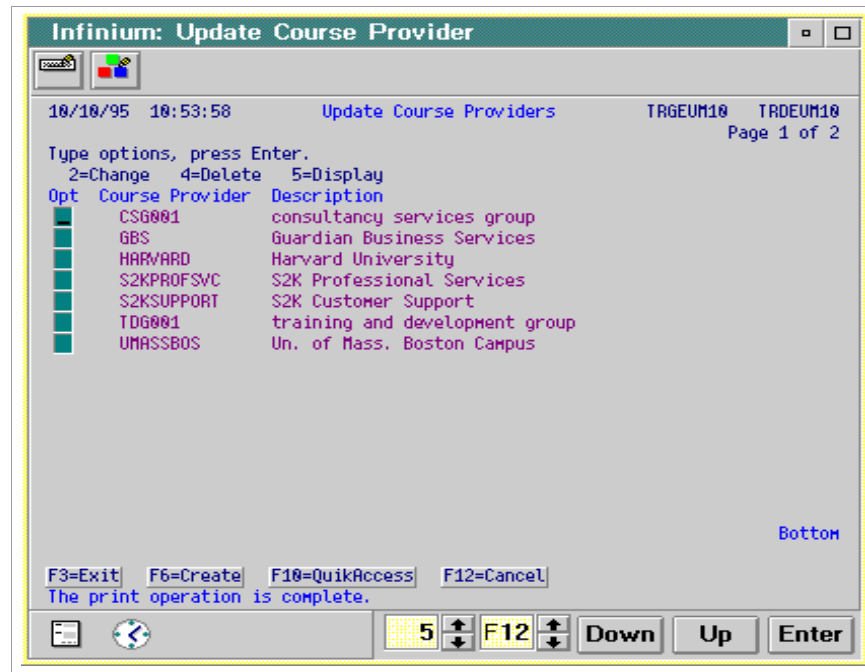 Infinium: Update Course Provider
10/10/95 10:53:58 Update Course Providers TRGEUM10 TRDEUM10
Page 1 of 2
Type options, press Enter.
2=Change 4=Delete 5=Display
Opt Course Provider Description
CSG001 consultancy services group
GBS Guardian Business Services
HARVARD Harvard University
S2KPROFSVC S2K Professional Services
S2KSUPPORT S2K Customer Support
TDG001 training and development group
UMASSBOS Un. of Mass. Boston Campus
Bottom
F3=Exit F6=Create F10=QuikAccess F12=Cancel
The print operation is complete.
5 F12 Down Up Enter